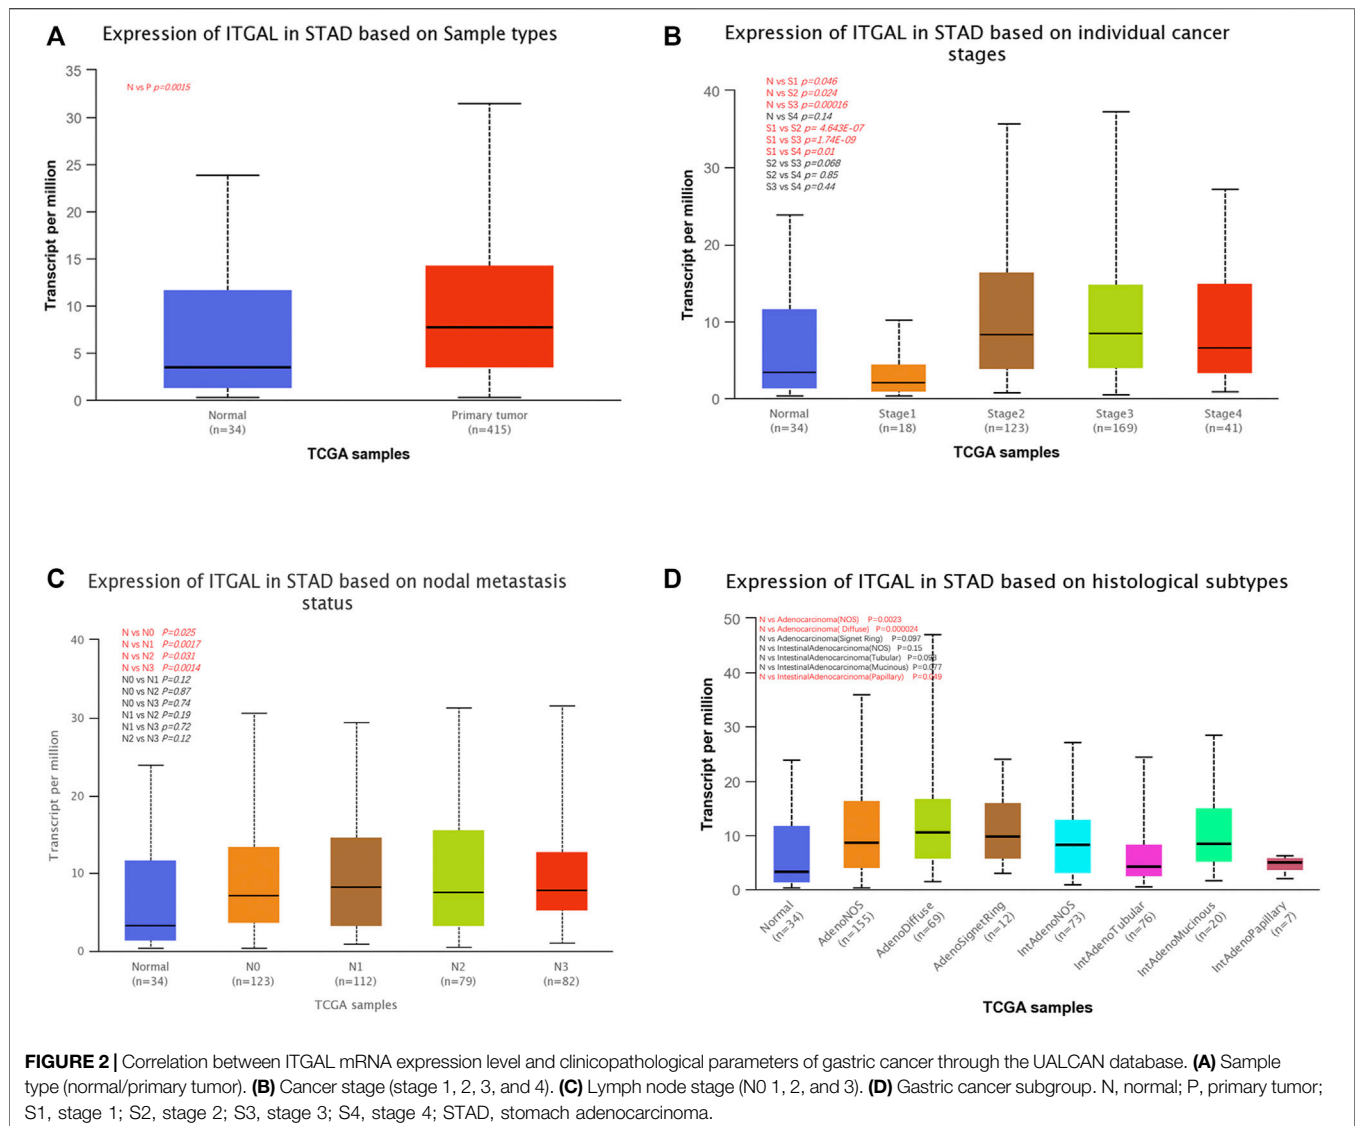 A
Expression of ITGAL in STAD based on Sample types
N vs P p=0.0015
35
30
25
20
15
10
5
0
Transcript per million
Normal
(n=34)
Primary tumor
(n=415)
TCGA samples
B
Expression of ITGAL in STAD based on individual cancer
stages
N vs S1 p=0.046
N vs S2 p=0.024
N vs S3 p=0.00016
N vs S4 p=0.14
S1 vs S2 p= 4.643E-07
S1 vs S3 p=1.74E-09
S1 vs S4 p=0.01
S2 vs S3 p=0.068
S2 vs S4 p= 0.85
S3 vs S4 p=0.44
40
30
20
10
0
Transcript per million
Normal
(n=34)
Stage1
(n=18)
Stage2
(n=123)
Stage3
(n=169)
Stage4
(n=41)
TCGA samples
C
Expression of ITGAL in STAD based on nodal metastasis
status
N vs N0 P=0.025
N vs N1 P=0.0017
N vs N2 P=0.031
N vs N3 P=0.0014
N0 vs N1 P=0.12
N0 vs N2 P=0.87
N0 vs N3 P=0.74
N1 vs N2 P=0.19
N1 vs N3 p=0.72
N2 vs N3 P=0.12
40
30
20
10
0
Transcript per million
Normal
(n=34)
N0
(n=123)
N1
(n=112)
N2
(n=79)
N3
(n=82)
TCGA samples
D
Expression of ITGAL in STAD based on histological subtypes
N vs Adenocarcinoma(NOS) P=0.0023
N vs Adenocarcinoma( Diffuse) P=0.000024
N vs Adenocarcinoma(Signet Ring) P=0.097
N vs IntestinalAdenocarcinoma(NOS) P=0.15
N vs IntestinalAdenocarcinoma(Tubular)
N vs IntestinalAdenocarcinoma(Mucinous) P=0.077
N vs IntestinalAdenocarcinoma(Papillary) P=0.049
50
40
30
20
10
0
Transcript per million
Normal
(n=34)
AdenoNOS
(n=155)
AdenoDiffuse
(n=69)
AdenoSignetRing
(n=12)
IntAdenoNOS
(n=73)
IntAdenoTubular
(n=76)
IntAdenoMucinous
(n=20)
IntAdenoPapillary
(n=7)
TCGA samples
FIGURE 2 | Correlation between ITGAL mRNA expression level and clinicopathological parameters of gastric cancer through the UALCAN database. (A) Sample
type (normal/primary tumor). (B) Cancer stage (stage 1, 2, 3, and 4). (C) Lymph node stage (N0 1, 2, and 3). (D) Gastric cancer subgroup. N, normal; P, primary tumor;
S1, stage 1; S2, stage 2; S3, stage 3; S4, stage 4; STAD, stomach adenocarcinoma.